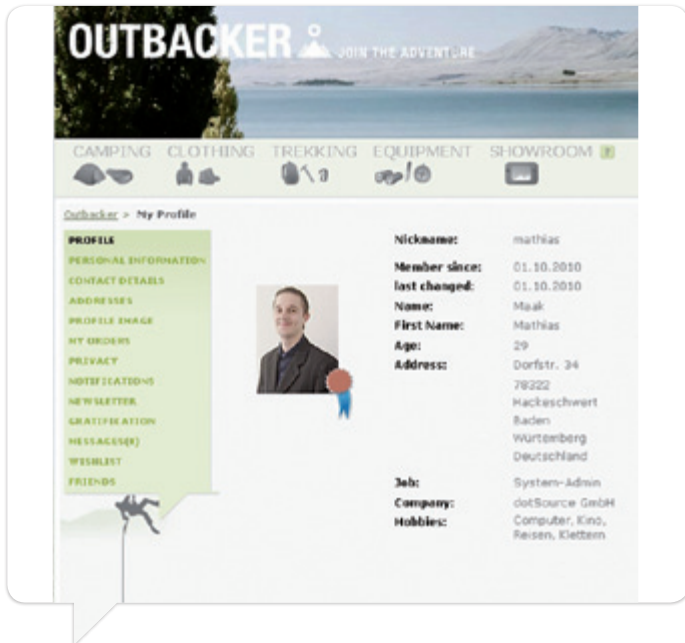 OUTBACKER JOIN THE ADVENTURE
CAMPING CLOTHING TREKKING EQUIPMENT SHOWROOM ?
Outbacker > My Profile
PROFILE
PERSONAL INFORMATION
CONTACT DETAILS
ADDRESSES
PROFILE IMAGE
MY ORDERS
PRIVACY
NOTIFICATIONS
NEWSLETTER
GRATIFICATION
MESSAGES(0)
WISHLIST
FRIENDS
Nickname: mathias
Member since: 01.10.2010
last changed: 01.10.2010
Name: Maak
First Name: Mathias
Age: 29
Address: Dorfstr. 34
78322
Hackeschwert
Baden
Würtemberg
Deutschland
Job: System-Admin
Company: dotSource GmbH
Hobbies: Computer, Kino,
Reisen, Klettern